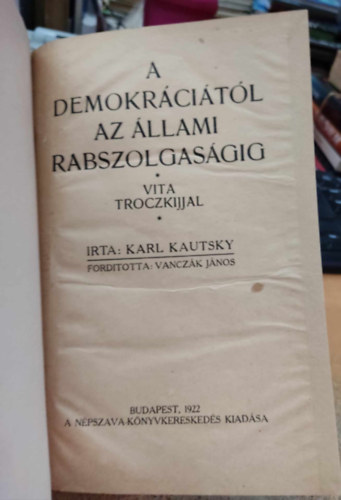 A
DEMOKRÁCIÁTÓL
AZ ÁLLAMI
RABSZOLGASÁGIG
VITA
TROCZKIJJAL
IRTA: KARL KAUTSKY
FORDITOTTA: VANCZÁK JÁNOS
BUDAPEST, 1922
A NÉPSZAVA-KÖNYVKERESKEDÉS KIADÁSA